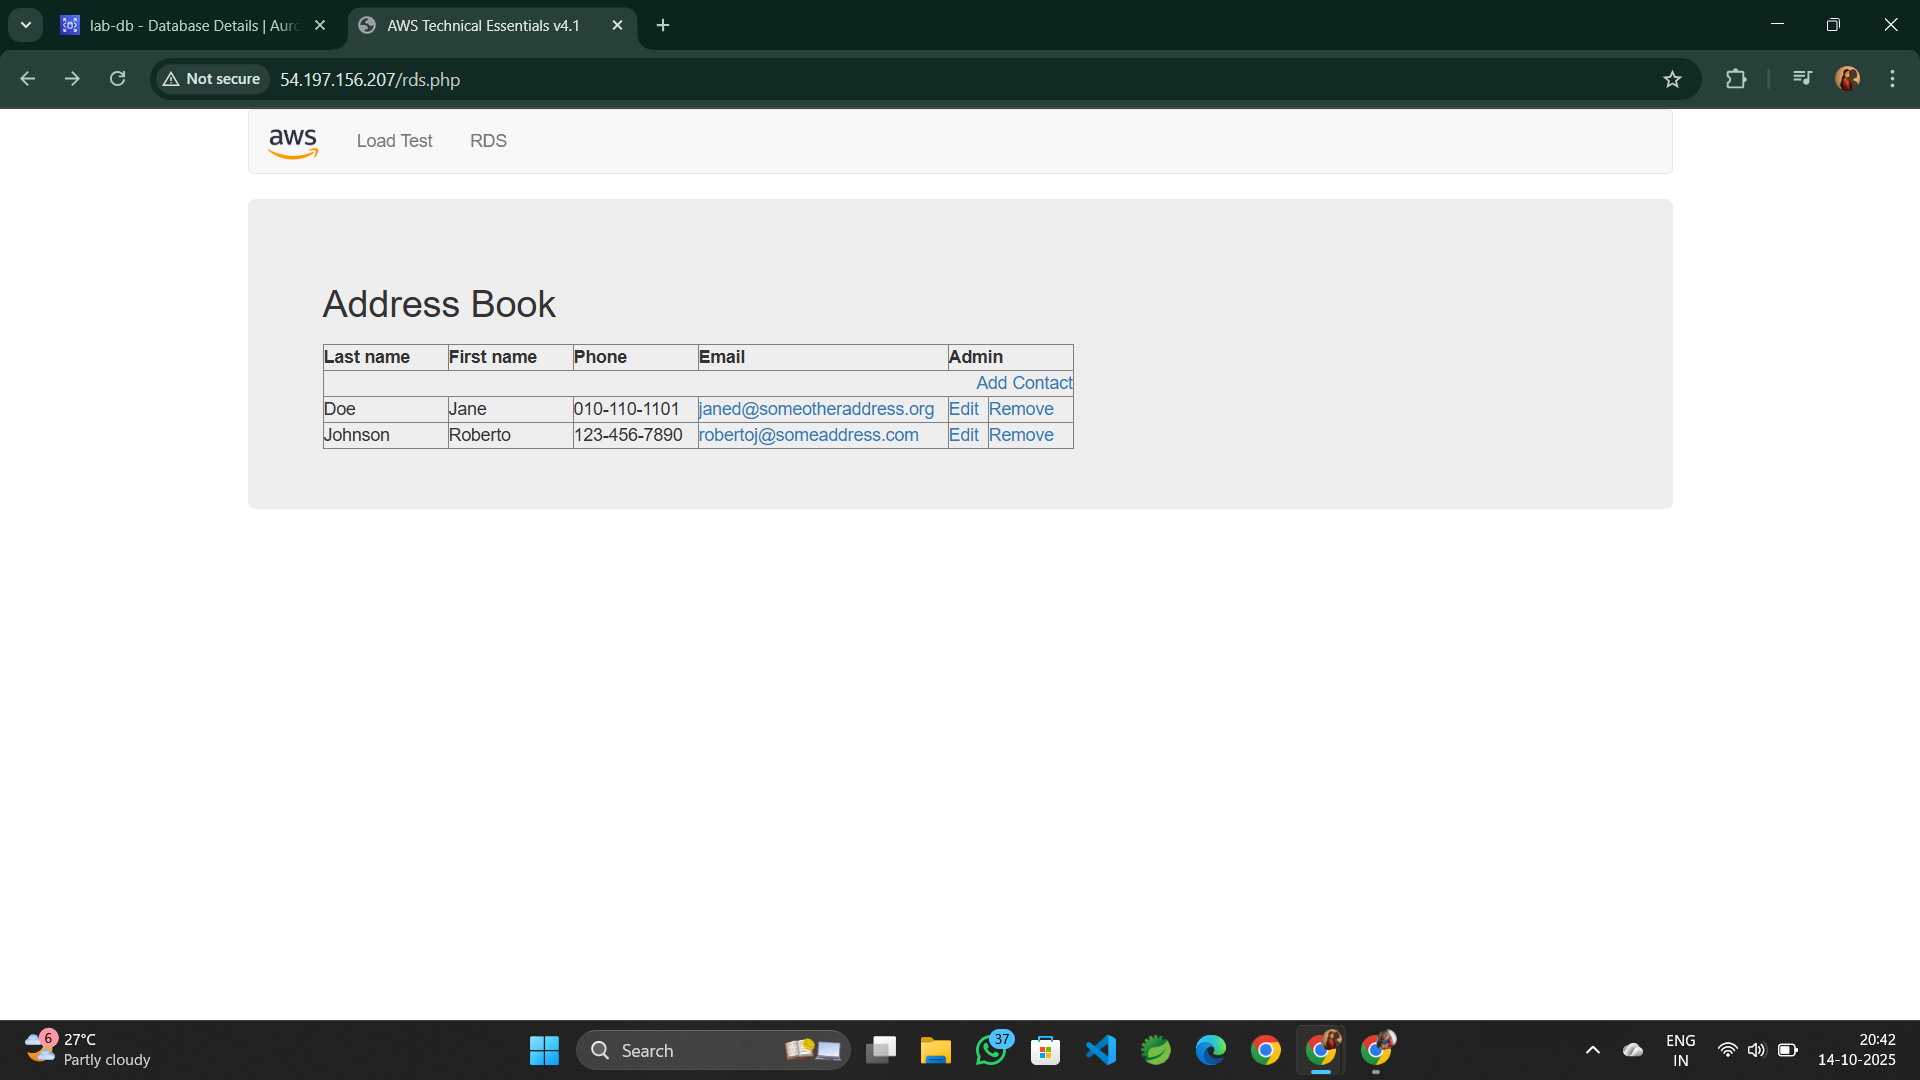 lab-db - Database Details | Auro
AWS Technical Essentials v4.1
Not secure
54.197.156.207/rds.php
aws
Load Test
RDS
Address Book
Last name First name Phone Email Admin
Add Contact
Doe Jane 010-110-1101 janed@someotheraddress.org Edit Remove
Johnson Roberto 123-456-7890 robertoj@someaddress.com Edit Remove
6
27°C
Partly cloudy
Search
37
ENG
IN
20:42
14-10-2025